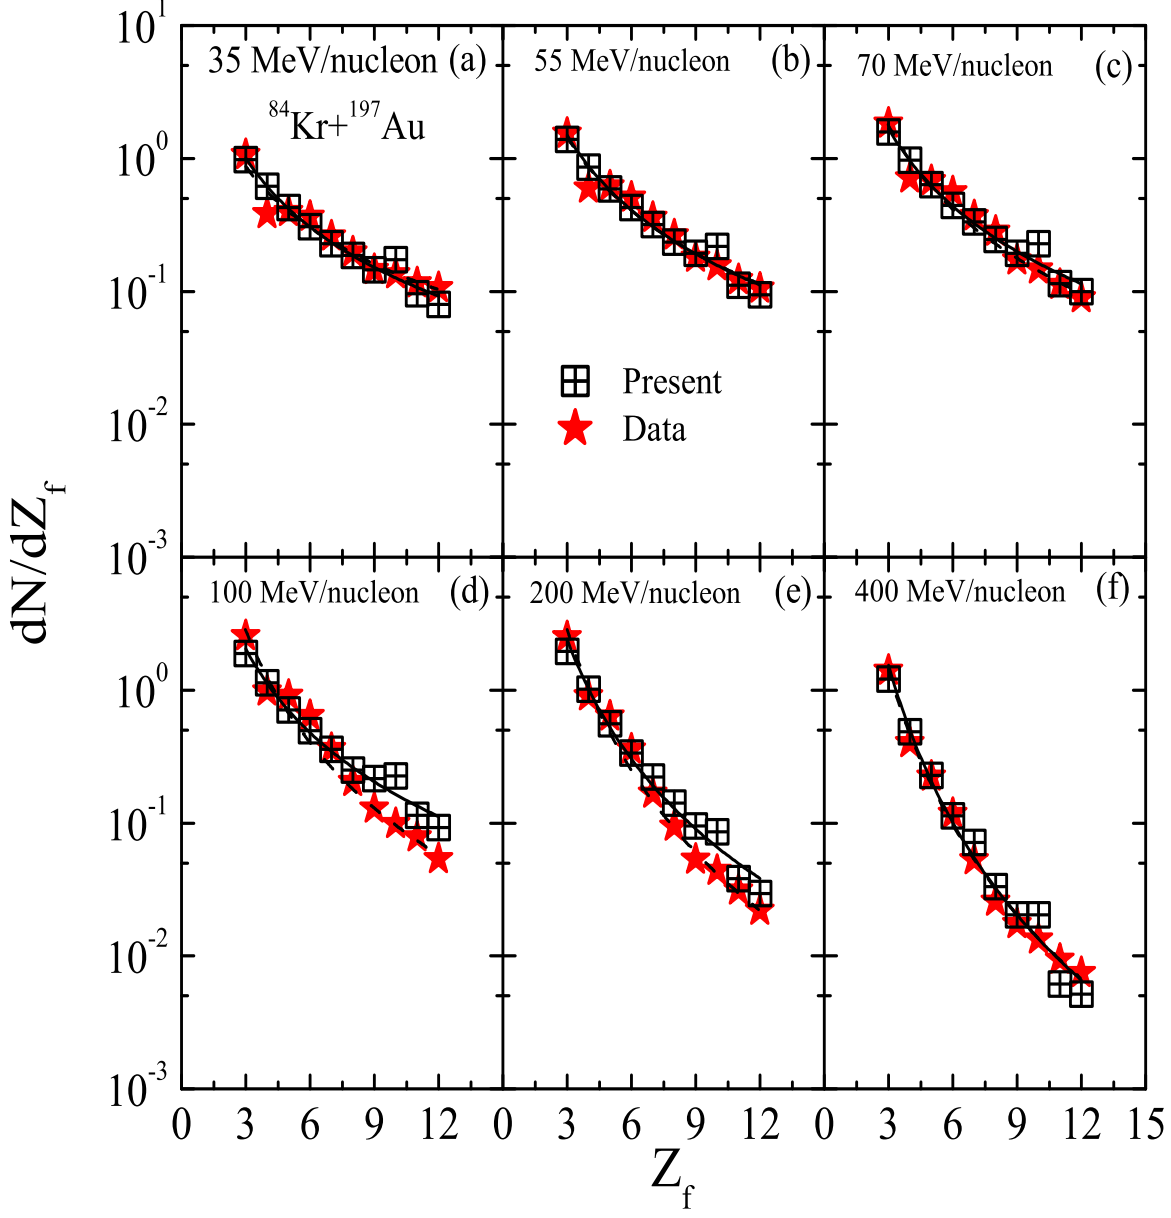 10^1
35 MeV/nucleon (a)
55 MeV/nucleon (b)
70 MeV/nucleon (c)
^84Kr+^197Au
10^0
10^-1
Present
Data
10^-2
10^-3
dN/dZ_f
100 MeV/nucleon (d)
200 MeV/nucleon (e)
400 MeV/nucleon (f)
10^0
10^-1
10^-2
10^-3
0 3 6 9 12 0 3 6 9 12 0 3 6 9 12 15
Z_f